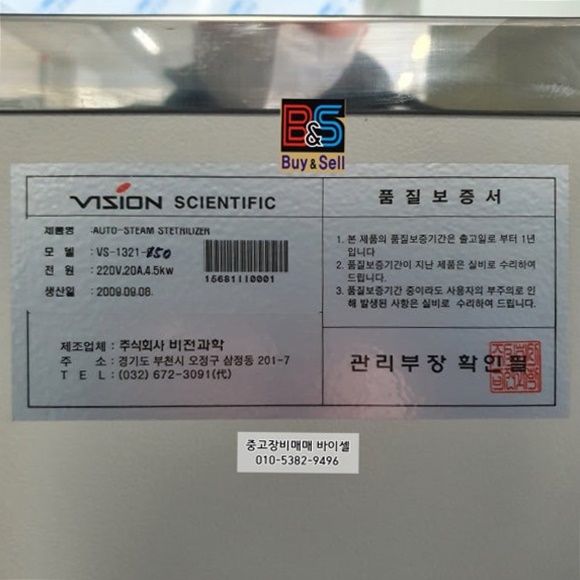 B&S
Buy & Sell
VISION SCIENTIFIC
제품명 : AUTO-STEAM STETRILIZER
모 델 : VS-1321-850
전 원 : 220V,20A,4.5kw
생산일 : 2009.09.08.
15681110001
제조업체 : 주식회사 비전과학
주 소 : 경기도 부천시 오정구 삼정동 201-7
T E L : (032) 672-3091(代)
품 질 보 증 서
1. 본 제품의 품질보증기간은 출고일로 부터 1년
입니다
2. 품질보증기간이 지난 제품은 실비로 수리하여
드립니다.
3. 품질보증기간 중이라도 사용자의 부주의로 인
해 발생된 사항은 실비로 수리하여 드립니다.
관리부장 확인필
중고장비매매 바이셀
010-5382-9496